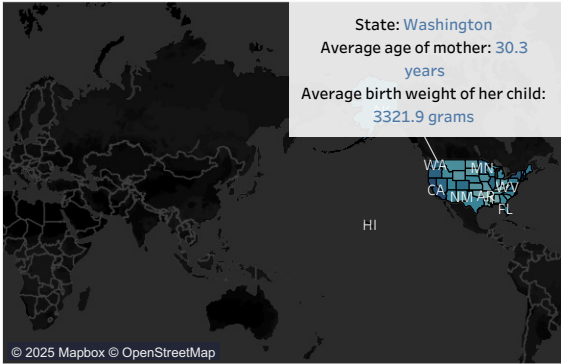 State: Washington
Average age of mother: 30.3
years
Average birth weight of her child:
3321.9 grams
WA
MN
CA
WV
NM
AR
FL
HI
© 2025 Mapbox © OpenStreetMap